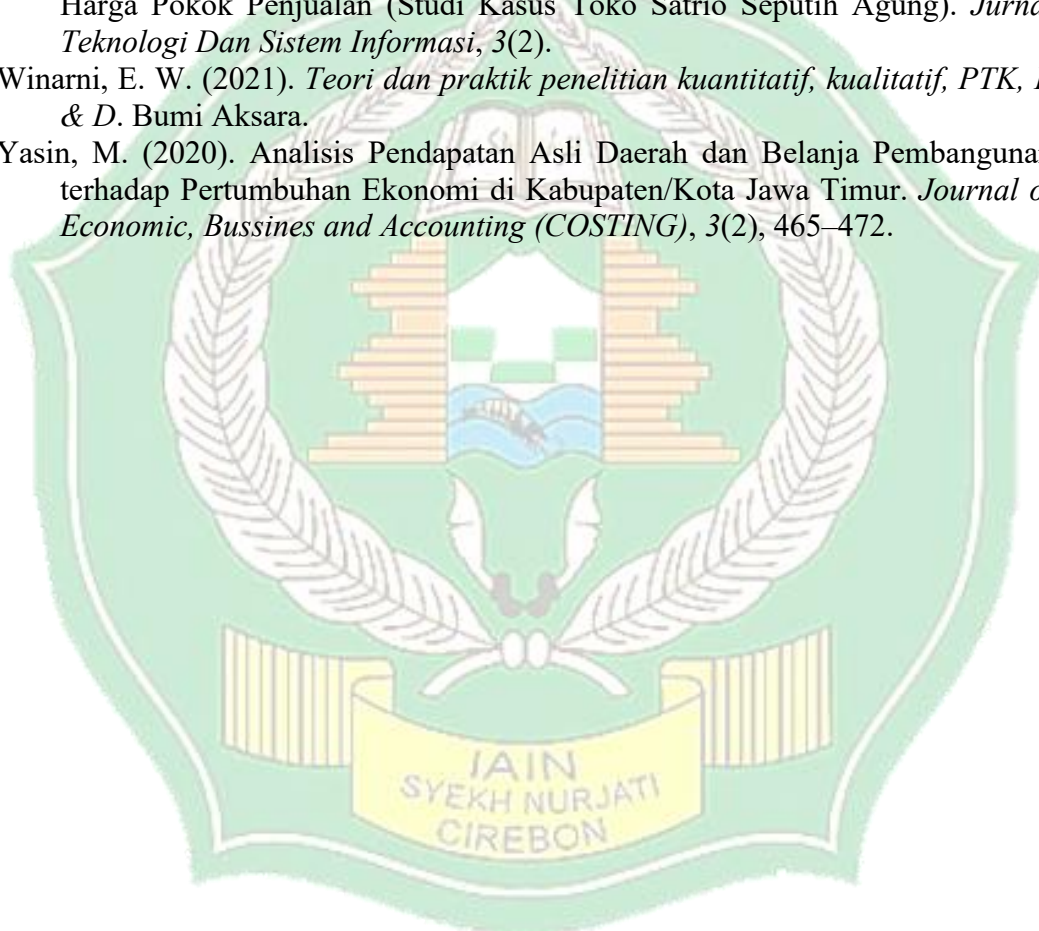 Harga Pokok Penjualan (Studi Kasus Toko Satrio Seputih Agung). Jurna
Teknologi Dan Sistem Informasi, 3(2).
Winarni, E. W. (2021). Teori dan praktik penelitian kuantitatif, kualitatif, PTK,
& D. Bumi Aksara.
Yasin, M. (2020). Analisis Pendapatan Asli Daerah dan Belanja Pembangunan
terhadap Pertumbuhan Ekonomi di Kabupaten/Kota Jawa Timur. Journal o
Economic, Bussines and Accounting (COSTING), 3(2), 465–472.
IAIN
SYEKH NURJATI
CIREBON